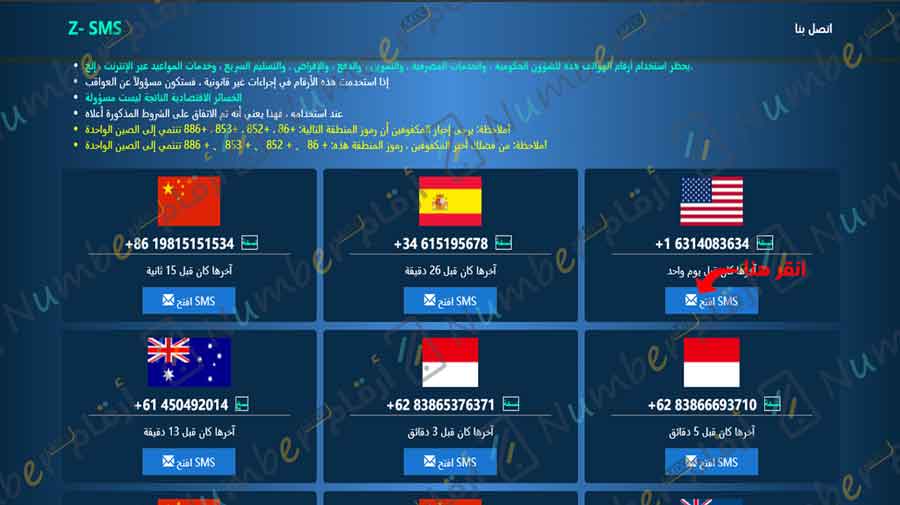 Z- SMS
اتصل بنا
يحظر استخدام أرقام الهواتف هذه للشؤون الحكومية ، والخدمات المصرفية ، والتمويل ، والدفع ، والإقراض ، والتسليم السريع ، وخدمات المواعيد عبر الإنترنت ، إلخ.
إذا استخدمت هذه الأرقام في إجراءات غير قانونية ، فستكون مسؤولاً عن العواقب
الخسائر الاقتصادية الناتجة ليست مسؤولة
عند استخدامه ، فهذا يعني أنه تم الاتفاق على الشروط المذكورة أعلاه
ملاحظة: يرجى إخبار المكفوفين أن رموز المنطقة التالية: +86، +852 ، +853 ، +886 تنتمي إلى الصين الواحدة
ملاحظة: من فضلك أخبر المكفوفين ، رموز المنطقة هذه: + 86 、 + 852 、 + 853 、 + 886 تنتمي إلى الصين الواحدة
+1 6314083634 نسخة
+34 615195678 نسخة
+86 19815151534 نسخة
آخرها كان قبل يوم واحد
انقر هنا
آخرها كان قبل 26 دقيقة
آخرها كان قبل 15 ثانية
افتح SMS
افتح SMS
افتح SMS
+62 83866693710 نسخة
+62 83865376371 نسخة
+61 450492014 نسخ
آخرها كان قبل 5 دقائق
آخرها كان قبل 3 دقائق
آخرها كان قبل 13 دقيقة
افتح SMS
افتح SMS
افتح SMS
أرقام Number